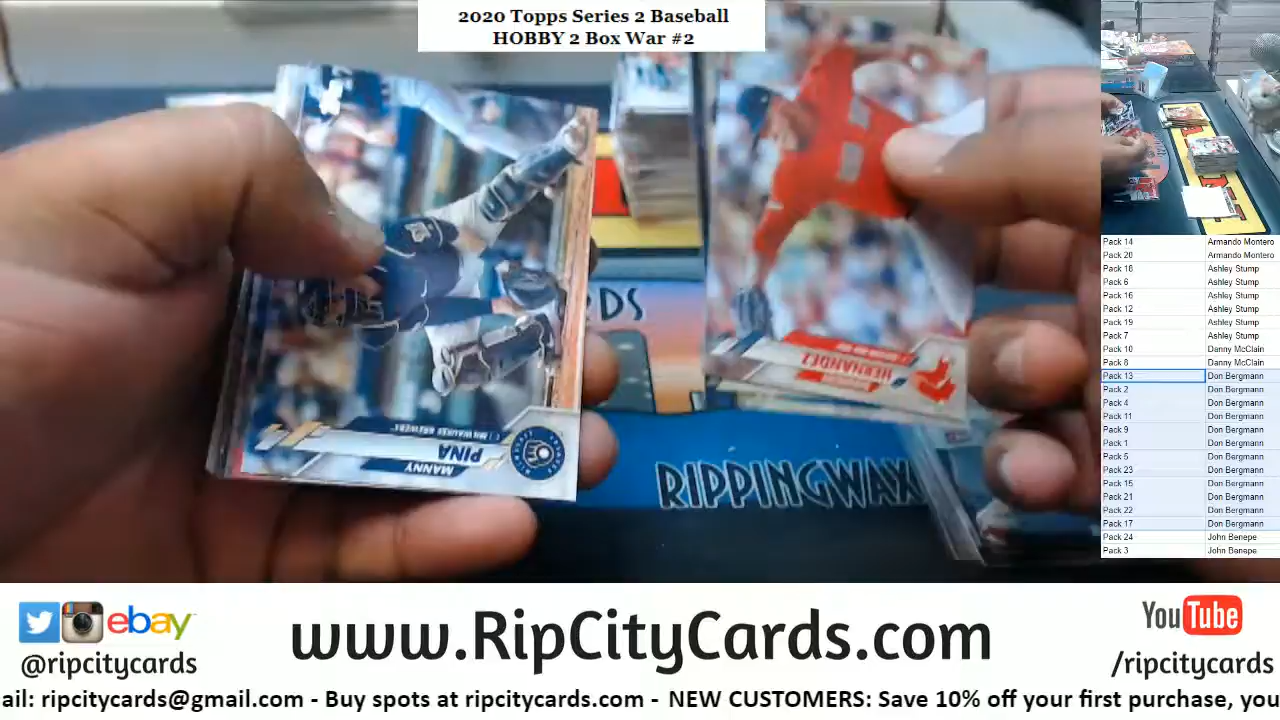 2020 Topps Series 2 Baseball
HOBBY 2 Box War #2
HERNANDEZ
MANNY
PINA
MILWAUKEE BREWERS
RIPPINGWAX
Pack 14 Armando Montero
Pack 20 Armando Montero
Pack 18 Ashley Stump
Pack 6 Ashley Stump
Pack 16 Ashley Stump
Pack 12 Ashley Stump
Pack 19 Ashley Stump
Pack 7 Ashley Stump
Pack 10 Danny McClain
Pack 8 Danny McClain
Pack 13 Don Bergmann
Pack 2 Don Bergmann
Pack 4 Don Bergmann
Pack 11 Don Bergmann
Pack 9 Don Bergmann
Pack 1 Don Bergmann
Pack 5 Don Bergmann
Pack 23 Don Bergmann
Pack 15 Don Bergmann
Pack 21 Don Bergmann
Pack 22 Don Bergmann
Pack 17 Don Bergmann
Pack 24 John Benepe
Pack 3 John Benepe
ebay
@ripcitycards
www.RipCityCards.com
YouTube
/ripcitycards
ail: ripcitycards@gmail.com - Buy spots at ripcitycards.com - NEW CUSTOMERS: Save 10% off your first purchase, you